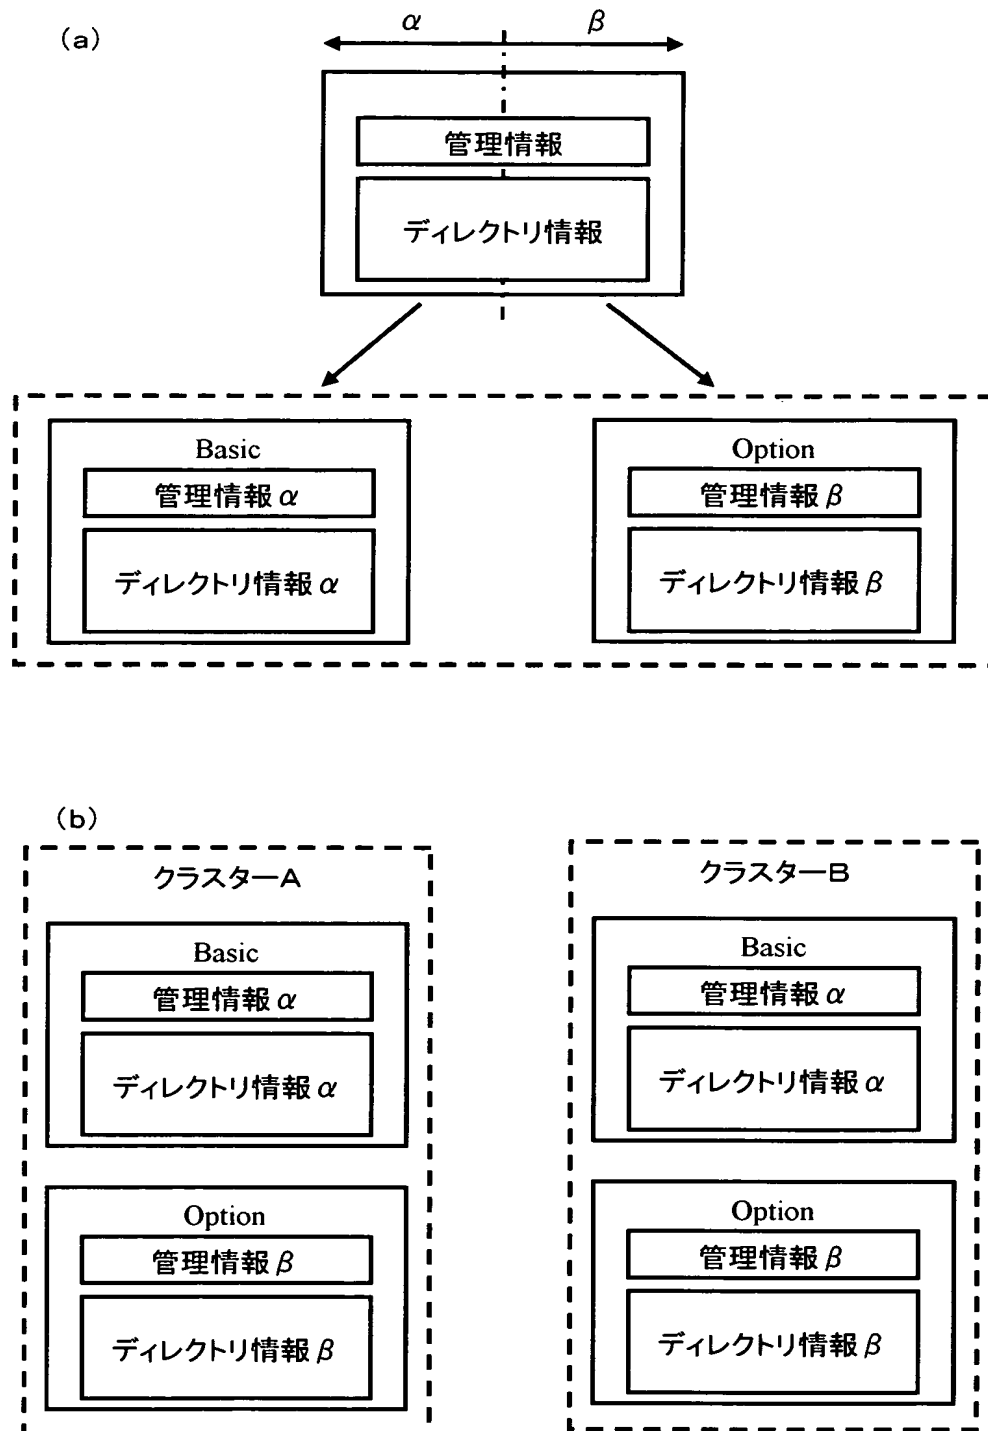 (a)
α
β
管理情報
ディレクトリ情報
Basic
管理情報α
ディレクトリ情報α
Option
管理情報β
ディレクトリ情報β
(b)
クラスターA
Basic
管理情報α
ディレクトリ情報α
Option
管理情報β
ディレクトリ情報β
クラスターB
Basic
管理情報α
ディレクトリ情報α
Option
管理情報β
ディレクトリ情報β